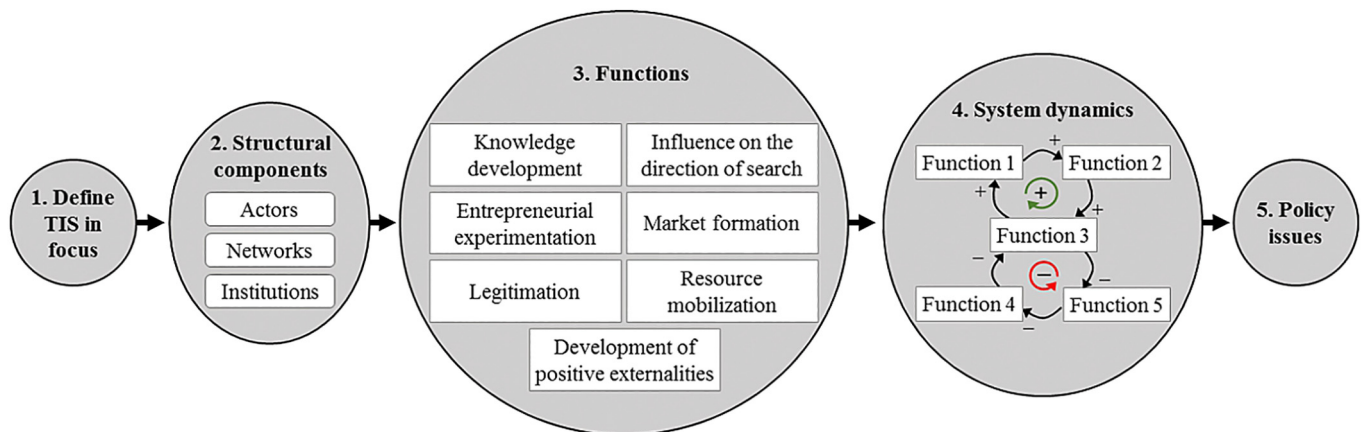 1. Define
TIS in
focus
2. Structural
components
Actors
Networks
Institutions
3. Functions
Knowledge
development
Influence on the
direction of search
Entrepreneurial
experimentation
Market formation
Legitimation
Resource
mobilization
Development of
positive externalities
4. System dynamics
+
Function 1
Function 2
+
+
+
Function 3
−
−
−
Function 4
Function 5
−
5. Policy
issues